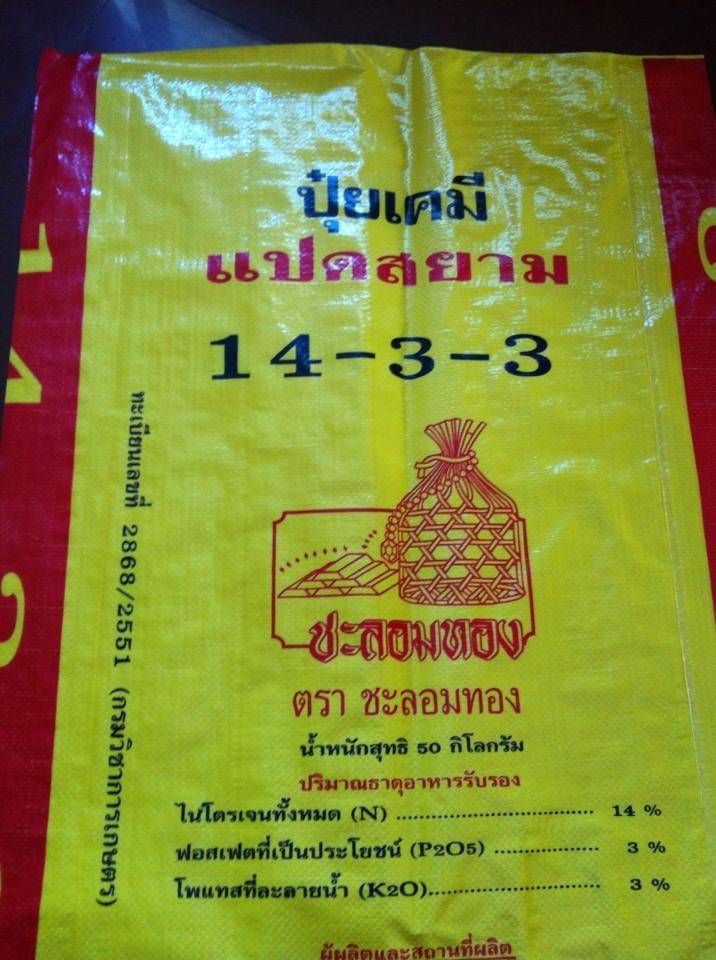 ปุ๋ยเคมี
แปดสยาม
14-3-3
ทะเบียนเลขที่ 2868/2551 (กรมวิชาการเกษตร)
ชะลอมทอง
ตรา ชะลอมทอง
น้ำหนักสุทธิ 50 กิโลกรัม
ปริมาณธาตุอาหารรับรอง
ไนโตรเจนทั้งหมด (N) ........................................ 14 %
ฟอสเฟตที่เป็นประโยชน์ (P2O5) ..................... 3 %
โพแทสที่ละลายน้ำ (K2O)................................... 3 %
ผู้ผลิตและสถานที่ผลิต
14